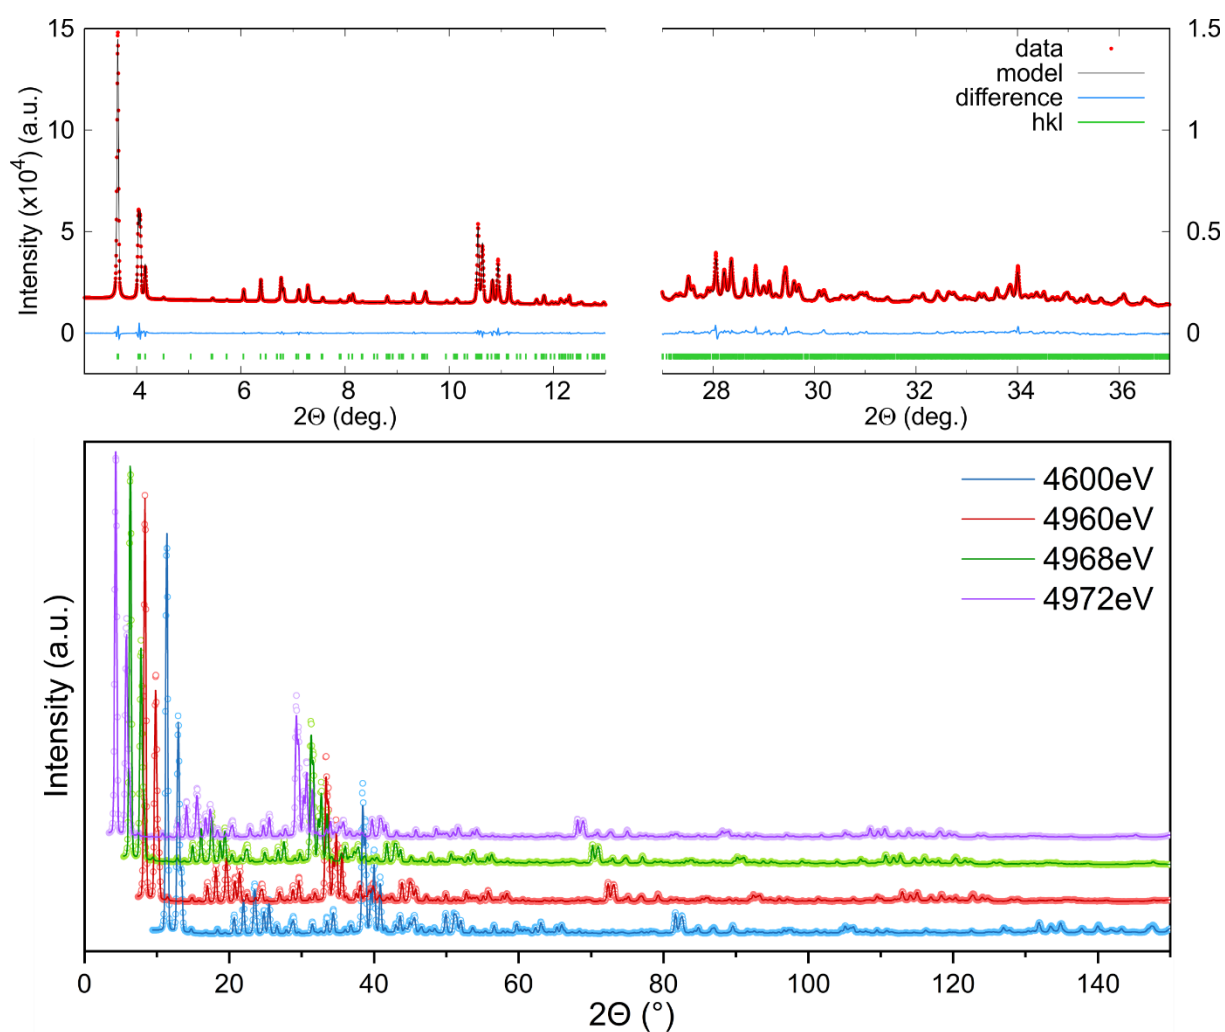 15
10
5
0
Intensity (x10⁴) (a.u.)
4 6 8 10 12
2Θ (deg.)
data
model
difference
hkl
1.5
1
0.5
0
28 30 32 34 36
2Θ (deg.)
4600eV
4960eV
4968eV
4972eV
Intensity (a.u.)
0 20 40 60 80 100 120 140
2Θ (°)